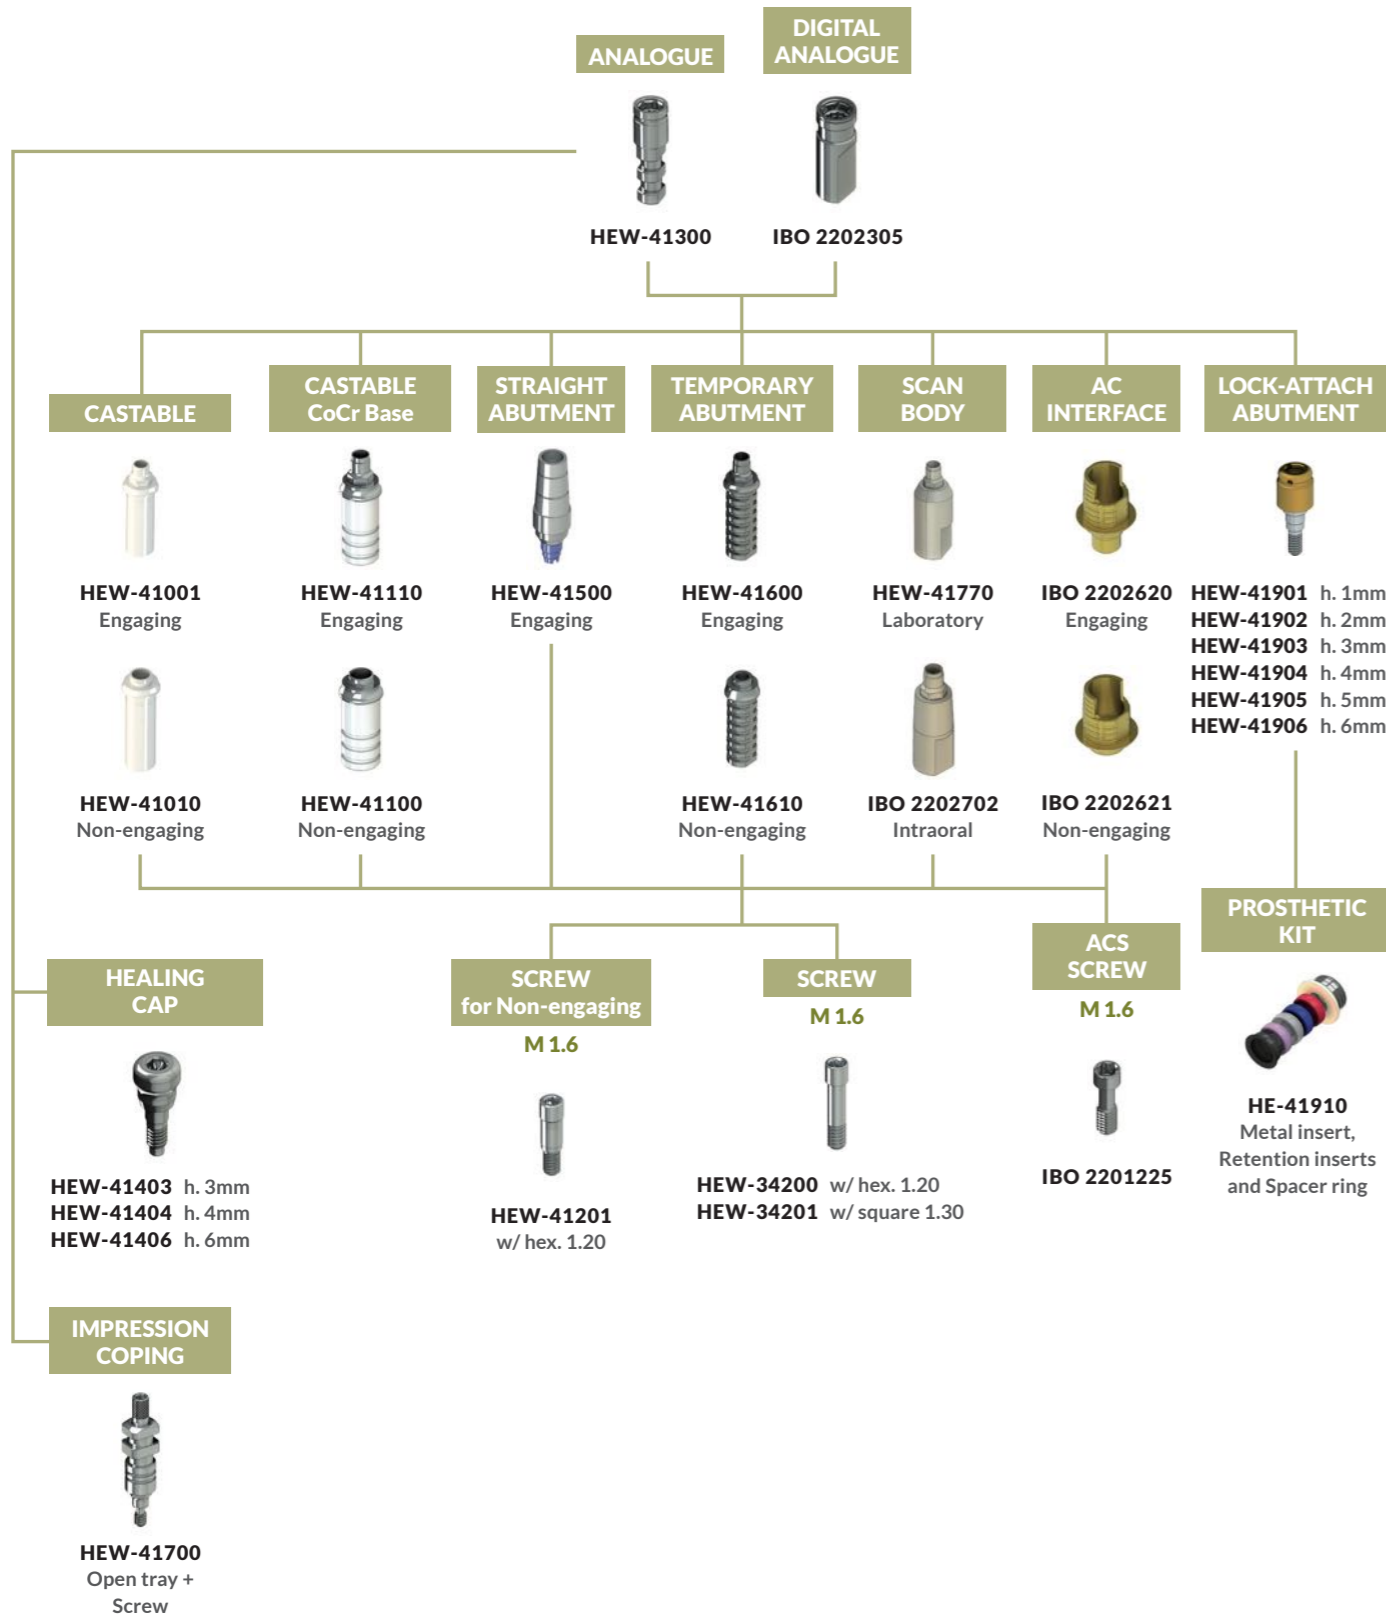 ANALOGUE
DIGITAL
ANALOGUE
HEW-41300
IBO 2202305
CASTABLE
CASTABLE
CoCr Base
STRAIGHT
ABUTMENT
TEMPORARY
ABUTMENT
SCAN
BODY
AC
INTERFACE
LOCK-ATTACH
ABUTMENT
HEW-41001
Engaging
HEW-41110
Engaging
HEW-41500
Engaging
HEW-41600
Engaging
HEW-41770
Laboratory
IBO 2202620
Engaging
HEW-41901 h. 1mm
HEW-41902 h. 2mm
HEW-41903 h. 3mm
HEW-41904 h. 4mm
HEW-41905 h. 5mm
HEW-41906 h. 6mm
HEW-41010
Non-engaging
HEW-41100
Non-engaging
HEW-41610
Non-engaging
IBO 2202702
Intraoral
IBO 2202621
Non-engaging
HEALING
CAP
SCREW
for Non-engaging
M 1.6
SCREW
M 1.6
ACS
SCREW
M 1.6
PROSTHETIC
KIT
HEW-41403 h. 3mm
HEW-41404 h. 4mm
HEW-41406 h. 6mm
HEW-41201
w/ hex. 1.20
HEW-34200 w/ hex. 1.20
HEW-34201 w/ square 1.30
IBO 2201225
HE-41910
Metal insert,
Retention inserts
and Spacer ring
IMPRESSION
COPING
HEW-41700
Open tray +
Screw